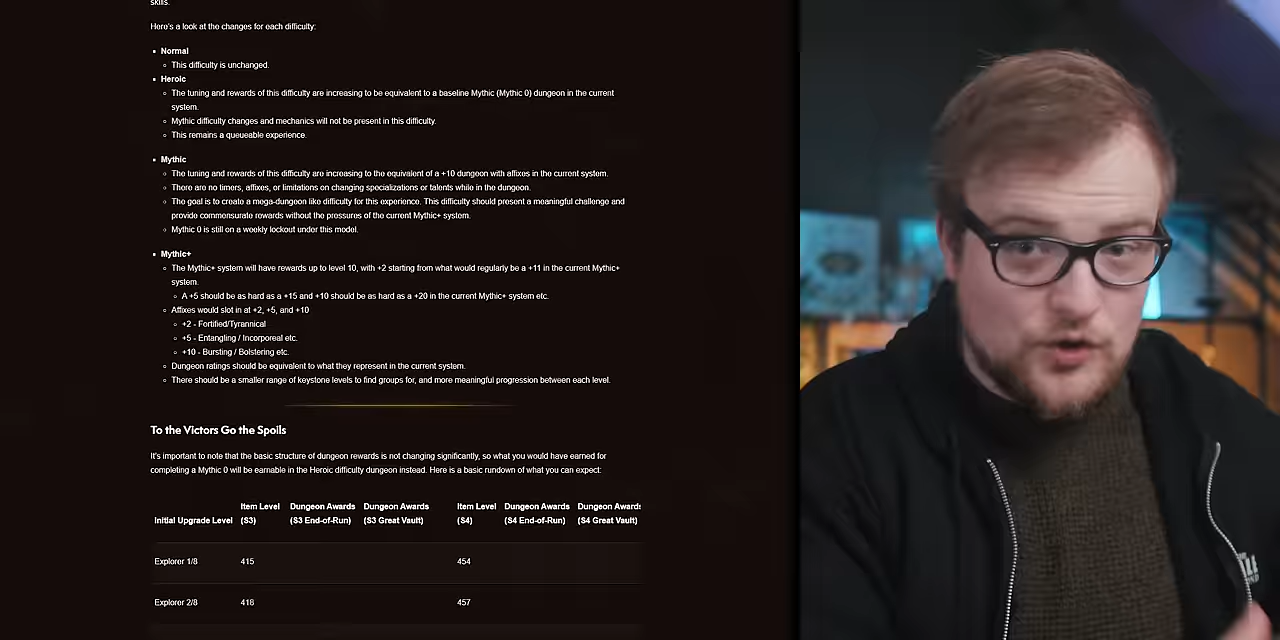 skills.
Here's a look at the changes for each difficulty:
Normal
This difficulty is unchanged.
Heroic
The tuning and rewards of this difficulty are increasing to be equivalent to a baseline Mythic (Mythic 0) dungeon in the current
system.
Mythic difficulty changes and mechanics will not be present in this difficulty.
This remains a queueable experience.
Mythic
The tuning and rewards of this difficulty are increasing to the equivalent of a +10 dungeon with affixes in the current system.
There are no timers, affixes, or limitations on changing specializations or talents while in the dungeon.
The goal is to create a mega-dungeon like difficulty for this experience. This difficulty should present a meaningful challenge and
provide commensurate rewards without the pressures of the current Mythic+ system.
Mythic 0 is still on a weekly lockout under this model.
Mythic+
The Mythic+ system will have rewards up to level 10, with +2 starting from what would regularly be a +11 in the current Mythic+
system.
A +5 should be as hard as a +15 and +10 should be as hard as a +20 in the current Mythic+ system etc.
Affixes would slot in at +2, +5, and +10
+2 - Fortified/Tyrannical
+5 - Entangling / Incorporeal etc.
+10 - Bursting / Bolstering etc.
Dungeon ratings should be equivalent to what they represent in the current system.
There should be a smaller range of keystone levels to find groups for, and more meaningful progression between each level.
To the Victors Go the Spoils
It's important to note that the basic structure of dungeon rewards is not changing significantly, so what you would have earned for
completing a Mythic 0 will be earnable in the Heroic difficulty dungeon instead. Here is a basic rundown of what you can expect:
Item Level Dungeon Awards Dungeon Awards Item Level Dungeon Awards Dungeon Awards
Initial Upgrade Level (S3) (S3 End-of-Run) (S3 Great Vault) (S4) (S4 End-of-Run) (S4 Great Vault)
Explorer 1/8 415 454
Explorer 2/8 418 457